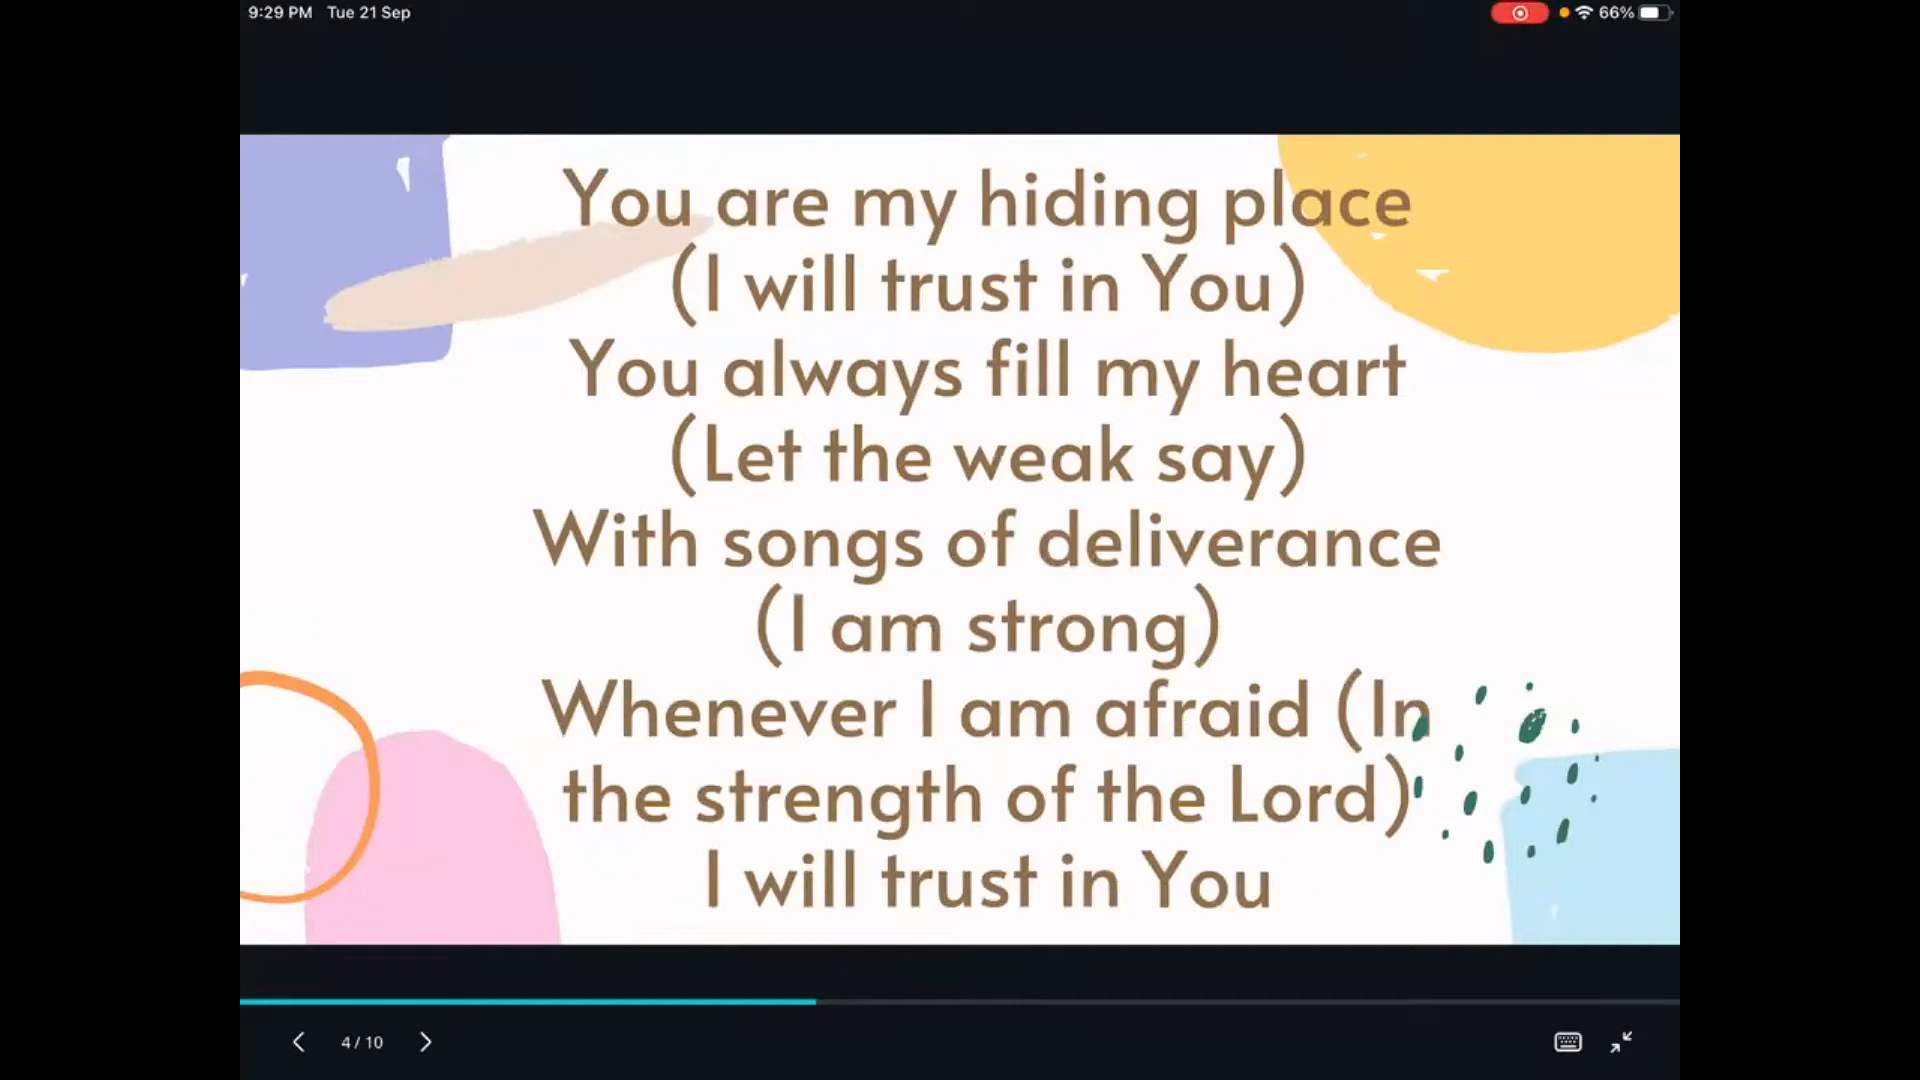 9:29 PM Tue 21 Sep
66%
You are my hiding place
(I will trust in You)
You always fill my heart
(Let the weak say)
With songs of deliverance
(I am strong)
Whenever I am afraid (In
the strength of the Lord)
I will trust in You
4 / 10